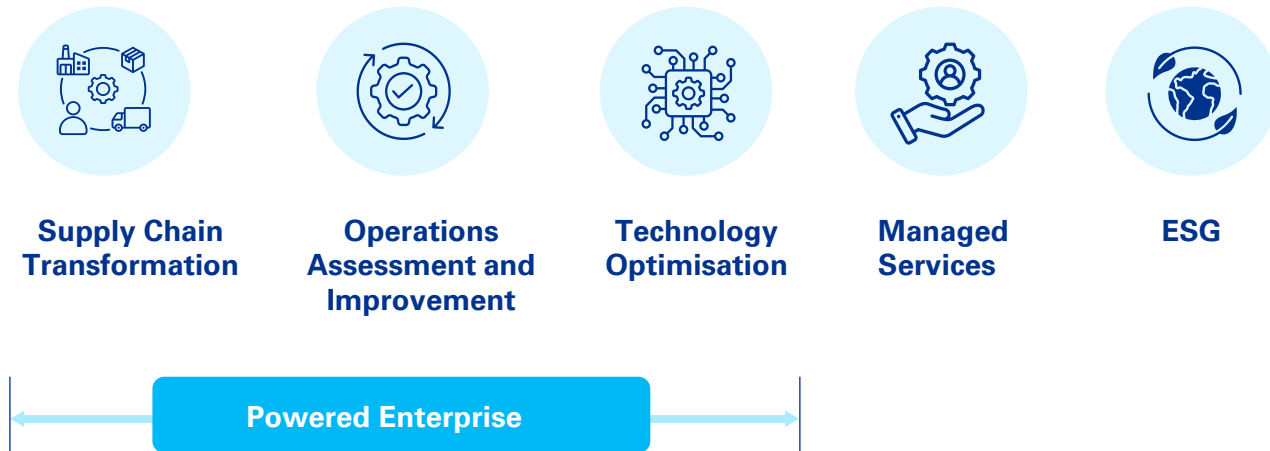 Supply Chain
Transformation
Operations
Assessment and
Improvement
Technology
Optimisation
Managed
Services
ESG
Powered Enterprise